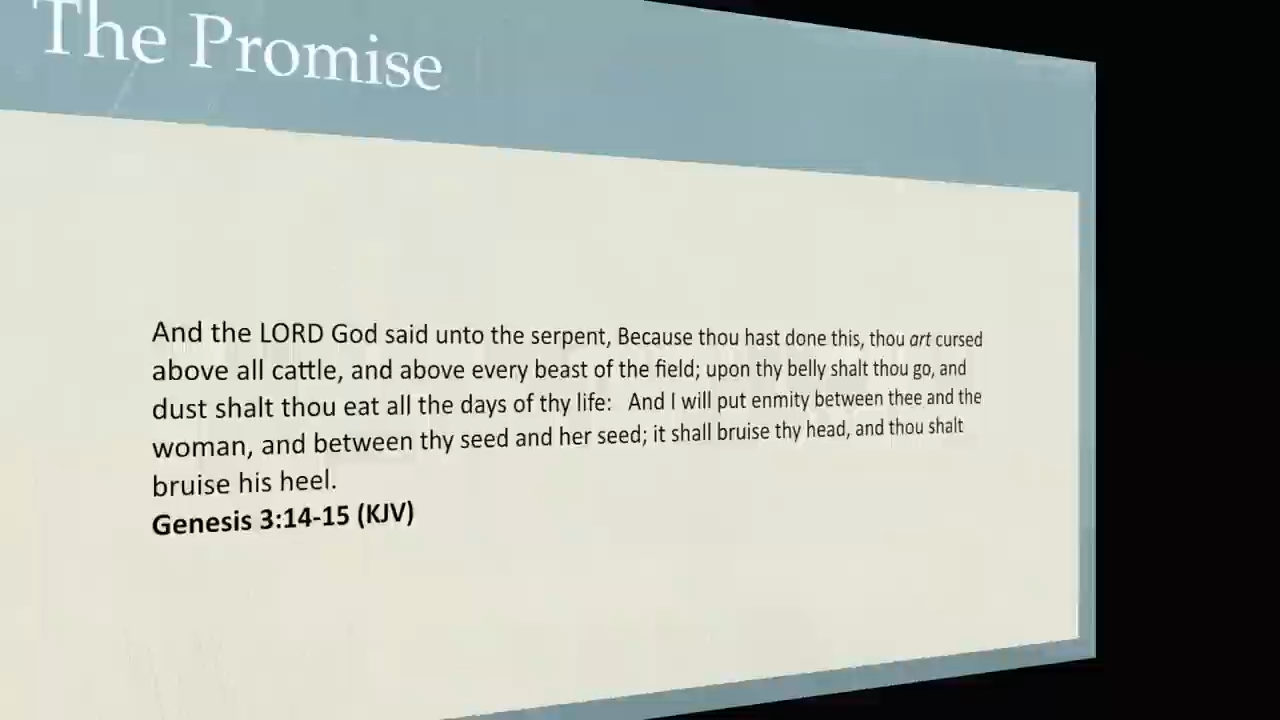 The Promise
And the LORD God said unto the serpent, Because thou hast done this, thou art cursed
above all cattle, and above every beast of the field; upon thy belly shalt thou go, and
dust shalt thou eat all the days of thy life:   And I will put enmity between thee and the
woman, and between thy seed and her seed; it shall bruise thy head, and thou shalt
bruise his heel.
Genesis 3:14-15 (KJV)